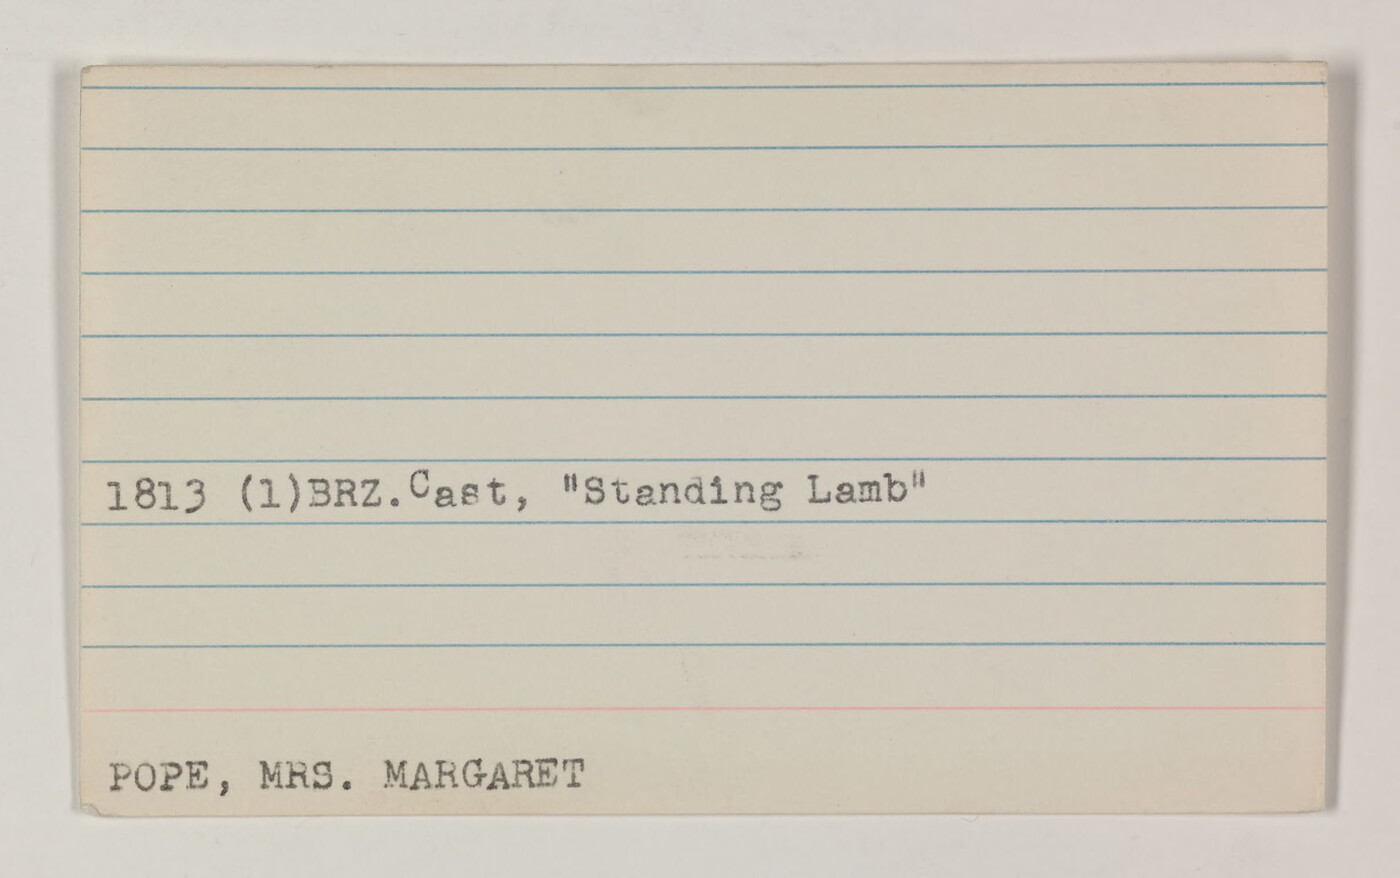 1813 (1)BRZ.Cast, "Standing Lamb"
POPE, MRS. MARGARET